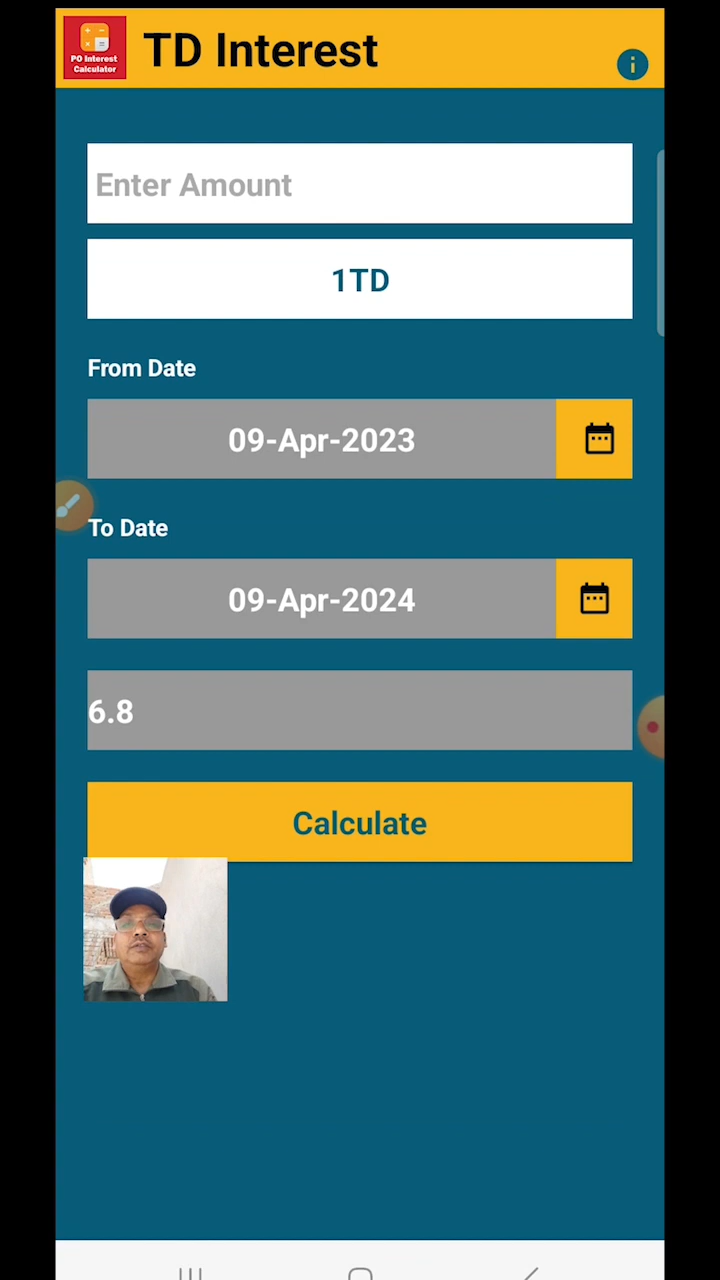 PO Interest
Calculator
TD Interest
i
Enter Amount
1TD
From Date
09-Apr-2023
To Date
09-Apr-2024
6.8
Calculate